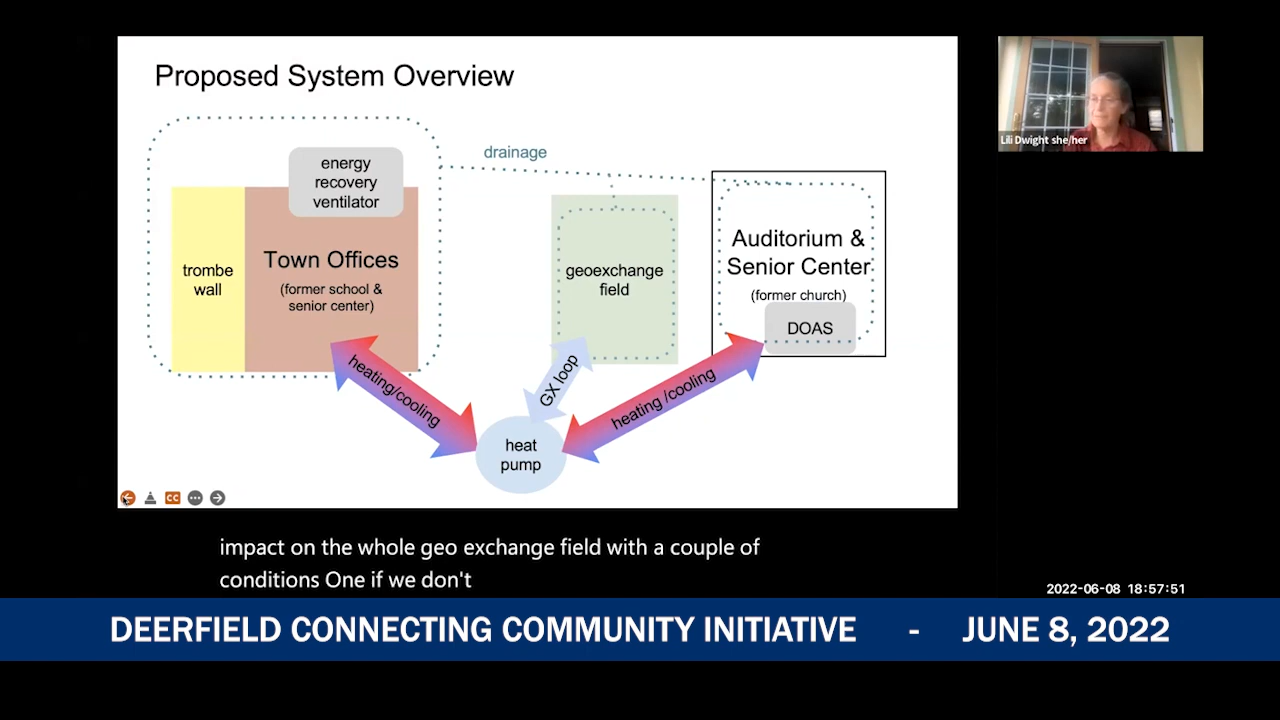 Proposed System Overview
drainage
energy
recovery
ventilator
trombe
wall
Town Offices
(former school &
senior center)
geoexchange
field
Auditorium &
Senior Center
(former church)
DOAS
heating/cooling
GX loop
heating /cooling
heat
pump
CC
Lili Dwight she/her
impact on the whole geo exchange field with a couple of
conditions One if we don't
2022-06-08 18:57:51
DEERFIELD CONNECTING COMMUNITY INITIATIVE - JUNE 8, 2022